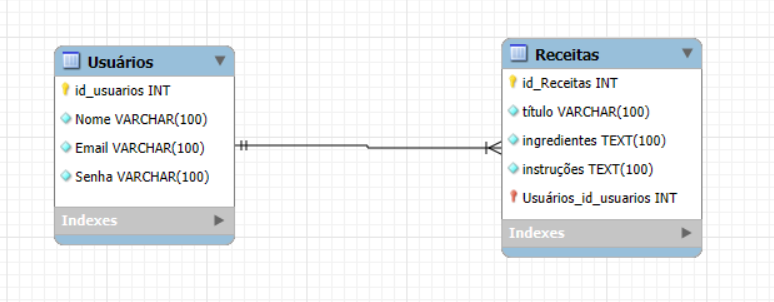 Usuários
id_usuarios INT
Nome VARCHAR(100)
Email VARCHAR(100)
Senha VARCHAR(100)
Indexes
Receitas
id_Receitas INT
título VARCHAR(100)
ingredientes TEXT(100)
instruções TEXT(100)
Usuários_id_usuarios INT
Indexes